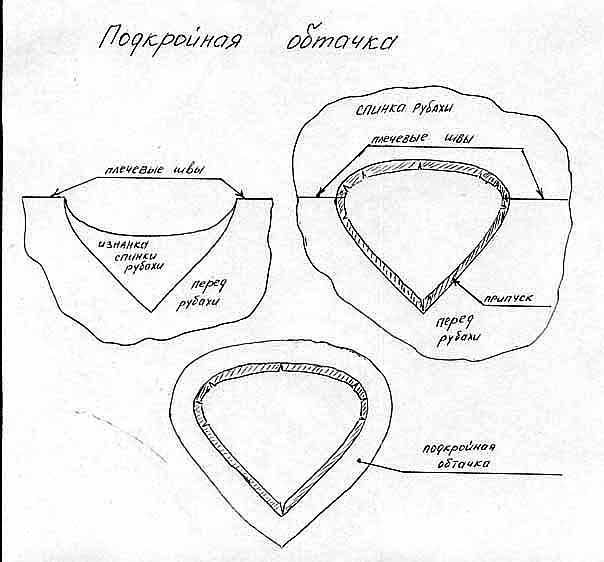 Подкройная обтачка
спинка рубахи
плечевые швы
плечевые швы
изнанка
спинки
рубахи
перед
рубахи
припуск
перед
рубахи
подкройная
обтачка